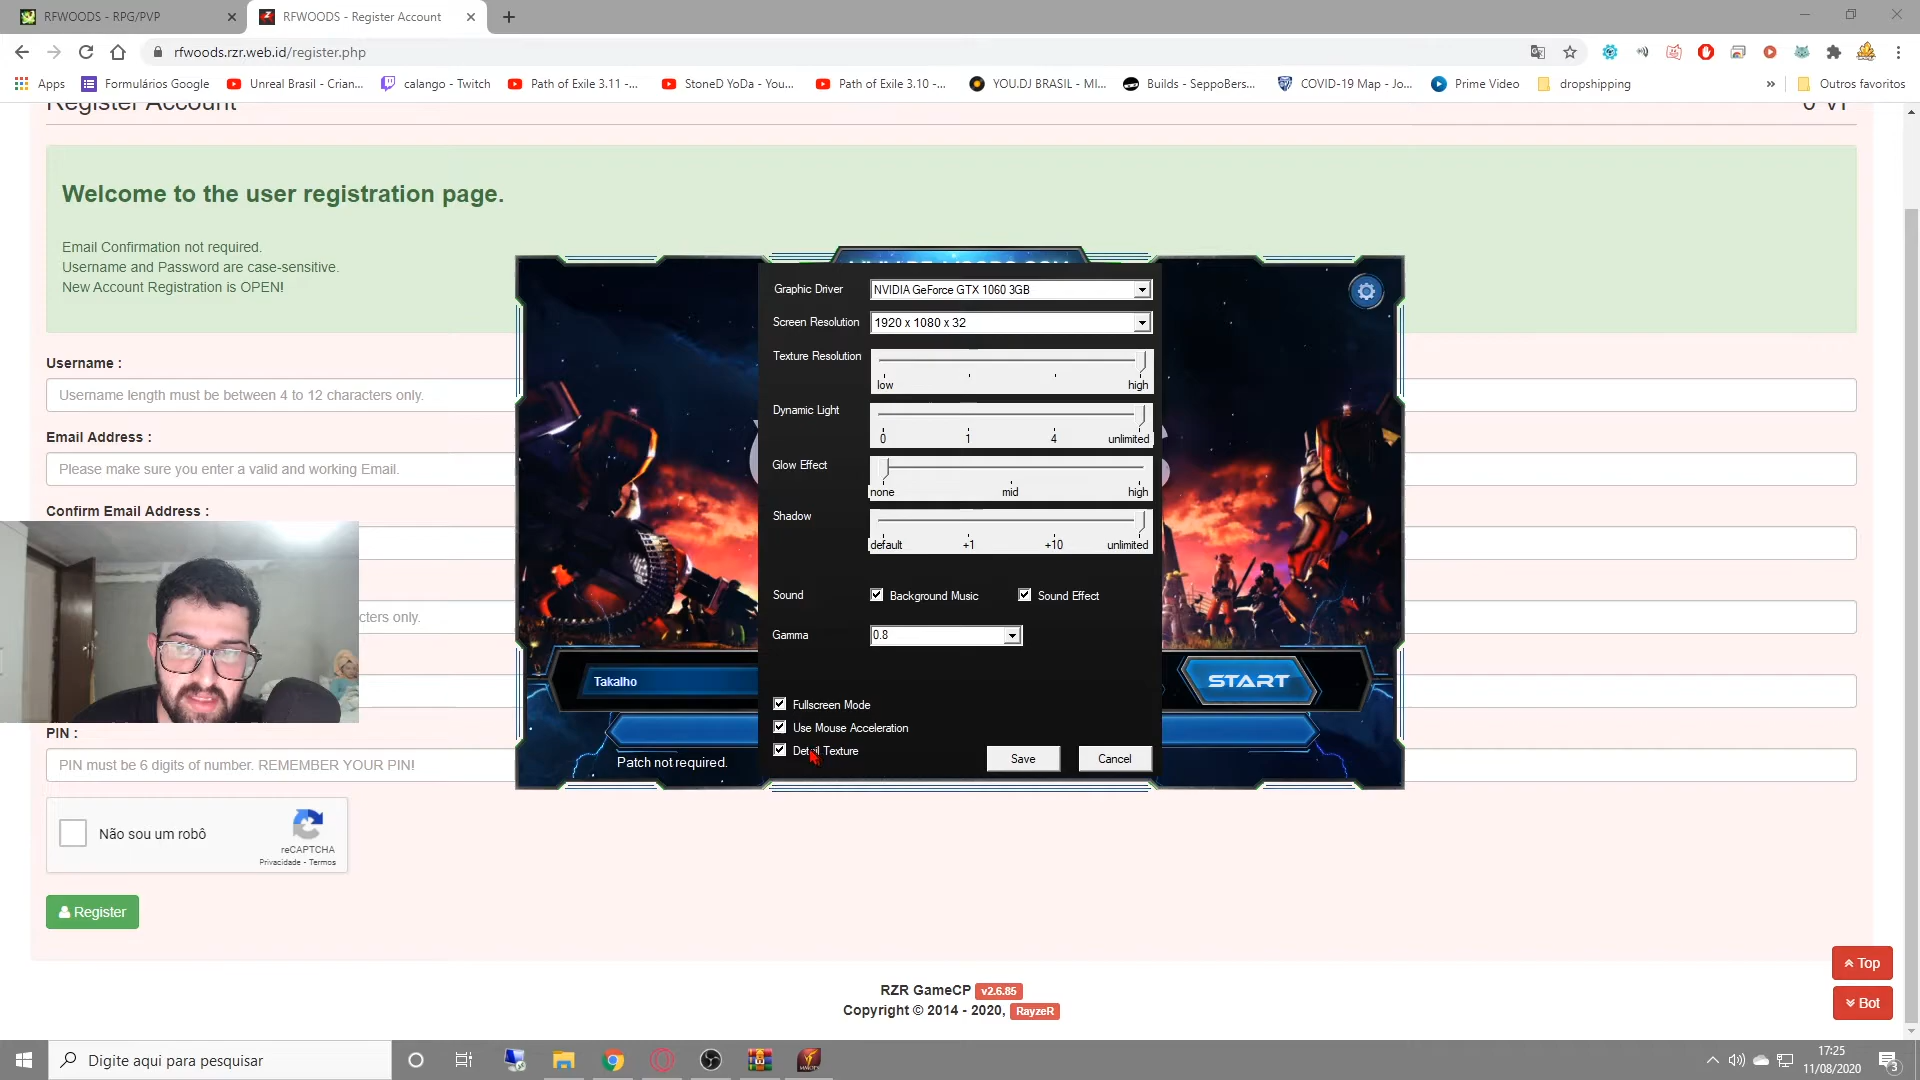 RFWOODS - RPG/PVP
RFWOODS - Register Account
rfwoods.rzr.web.id/register.php
Apps
Formulários Google
Unreal Brasil - Crian...
calango - Twitch
Path of Exile 3.11 -...
StoneD YoDa - You...
Path of Exile 3.10 -...
YOU.DJ BRASIL - MI...
Builds - SeppoBers...
COVID-19 Map - Jo...
Prime Video
dropshipping
»
Outros favoritos
Register Account
Welcome to the user registration page.
Email Confirmation not required.
Username and Password are case-sensitive.
New Account Registration is OPEN!
Username :
Username length must be between 4 to 12 characters only.
Email Address :
Please make sure you enter a valid and working Email.
Confirm Email Address :
cters only.
PIN :
PIN must be 6 digits of number. REMEMBER YOUR PIN!
Não sou um robô
reCAPTCHA
Privacidade - Termos
Register
Graphic Driver
NVIDIA GeForce GTX 1060 3GB
Screen Resolution
1920 x 1080 x 32
Texture Resolution
low
high
Dynamic Light
0
1
4
unlimited
Glow Effect
none
mid
high
Shadow
default
+1
+10
unlimited
Sound
Background Music
Sound Effect
Gamma
0.8
Fullscreen Mode
Use Mouse Acceleration
Detail Texture
Save
Cancel
Takalho
START
Patch not required.
Top
Bot
RZR GameCP v2.6.85
Copyright © 2014 - 2020, RayzeR
Digite aqui para pesquisar
17:25
11/08/2020
3